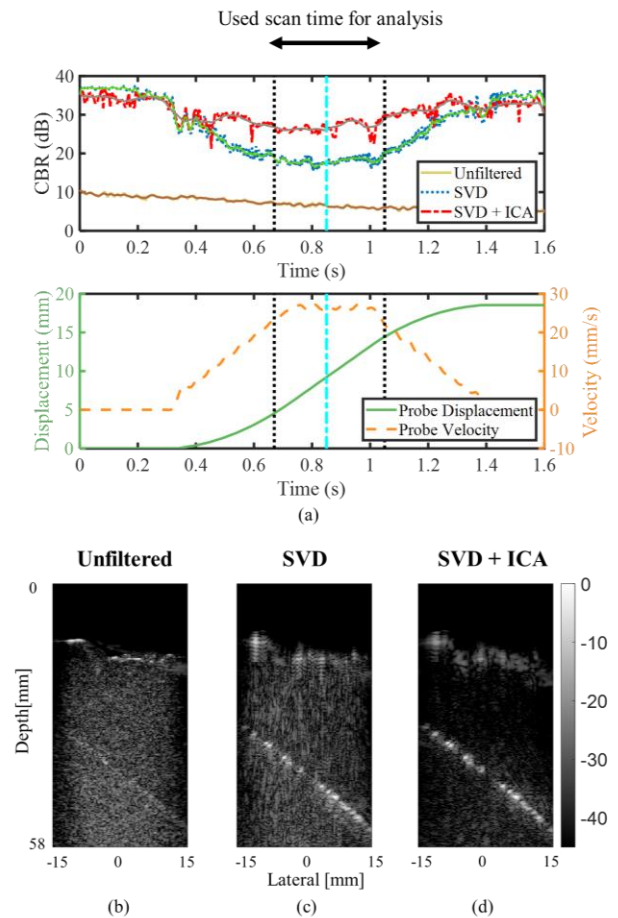 Used scan time for analysis
40
30
20
10
0
CBR (dB)
Unfiltered
SVD
SVD + ICA
0 0.2 0.4 0.6 0.8 1 1.2 1.4 1.6
Time (s)
20
15
10
5
0
Displacement (mm)
30
20
10
0
-10
Velocity (mm/s)
Probe Displacement
Probe Velocity
0 0.2 0.4 0.6 0.8 1 1.2 1.4 1.6
Time (s)
(a)
Unfiltered SVD SVD + ICA
0
Depth[mm]
58
0
-10
-20
-30
-40
-15 0 15 -15 0 15 -15 0 15
Lateral [mm]
(b) (c) (d)